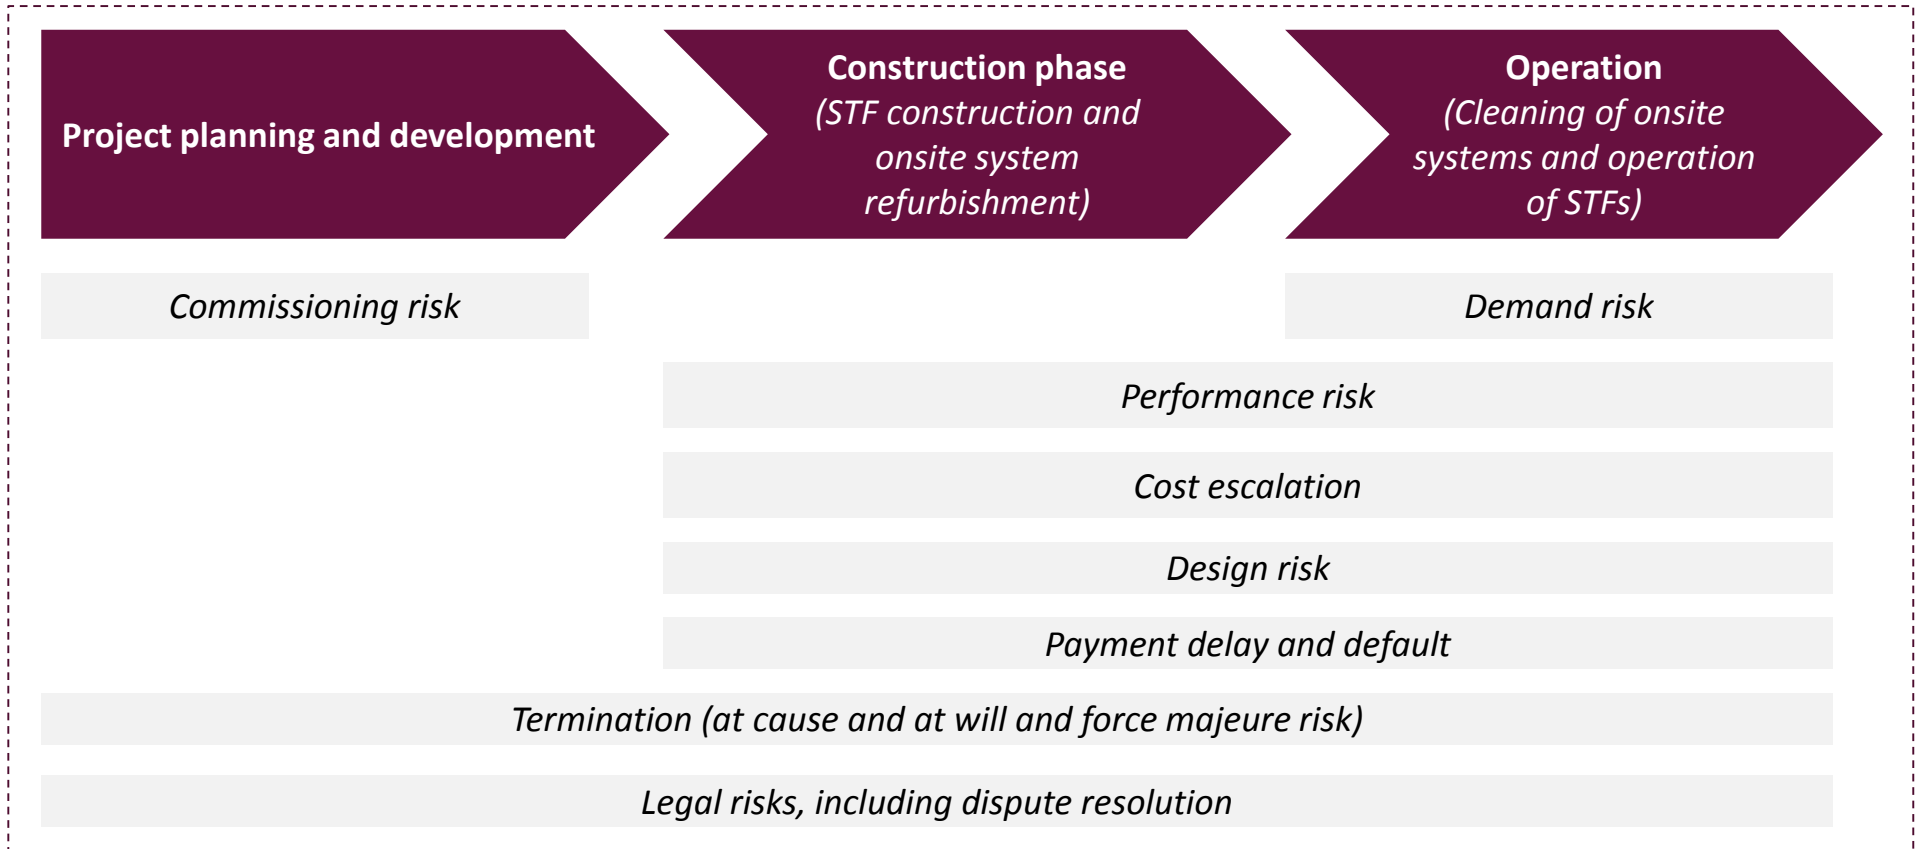 Project planning and development
Construction phase
(STF construction and
onsite system
refurbishment)
Operation
(Cleaning of onsite
systems and operation
of STFs)
Commissioning risk
Demand risk
Performance risk
Cost escalation
Design risk
Payment delay and default
Termination (at cause and at will and force majeure risk)
Legal risks, including dispute resolution